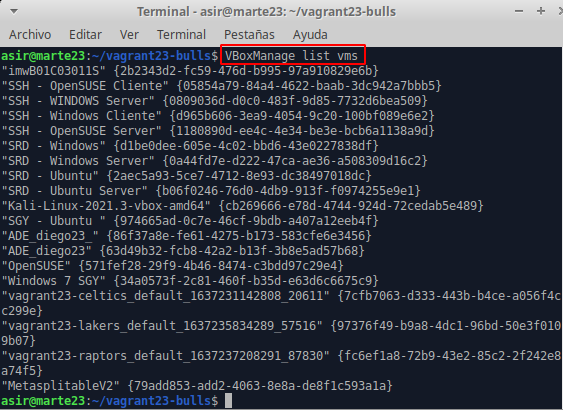 Terminal - asir@marte23: ~/vagrant23-bulls
Archivo Editar Ver Terminal Pestañas Ayuda
asir@marte23:~/vagrant23-bulls$ VBoxManage list vms
"imwB01C03011S" {2b2343d2-fc59-476d-b995-97a910829e6b}
"SSH - OpenSUSE Cliente" {05854a79-84a4-4622-baab-3dc942a7bbb5}
"SSH - WINDOWS Server" {0809036d-d0c0-483f-9d85-7732d6bea509}
"SSH - Windows Cliente" {d965b606-3ea9-4054-9c20-100bf089e6e2}
"SSH - OpenSUSE Server" {1180890d-ee4c-4e34-be3e-bcb6a1138a9d}
"SRD - Windows" {d1be0dee-605e-4c02-bbd6-43e0227838df}
"SRD - Windows Server" {0a44fd7e-d222-47ca-ae36-a508309d16c2}
"SRD - Ubuntu" {2aec5a93-5ce7-4712-8e93-dc38497018dc}
"SRD - Ubuntu Server" {b06f0246-76d0-4db9-913f-f0974255e9e1}
"Kali-Linux-2021.3-vbox-amd64" {cb269666-e78d-4744-924d-72cedab5e489}
"SGY - Ubuntu " {974665ad-0c7e-46cf-9bdb-a407a12eeb4f}
"ADE_diego23_" {86f37a8e-fe61-4275-b173-583cfe6e3456}
"ADE_diego23" {63d49b32-fcb8-42a2-b13f-3b8e5ad57b68}
"OpenSUSE" {571fef28-29f9-4b46-8474-c3bdd97c29e4}
"Windows 7 SGY" {34a0573f-2c81-460f-b35d-e63d6c6675c9}
"vagrant23-celtics_default_1637231142808_20611" {7cfb7063-d333-443b-b4ce-a056f4c
c299e}
"vagrant23-lakers_default_1637235834289_57516" {97376f49-b9a8-4dc1-96bd-50e3f010
9b07}
"vagrant23-raptors_default_1637237208291_87830" {fc6ef1a8-72b9-43e2-85c2-2f242e8
a74f5}
"MetasplitableV2" {79add853-add2-4063-8e8a-de8f1c593a1a}
asir@marte23:~/vagrant23-bulls$